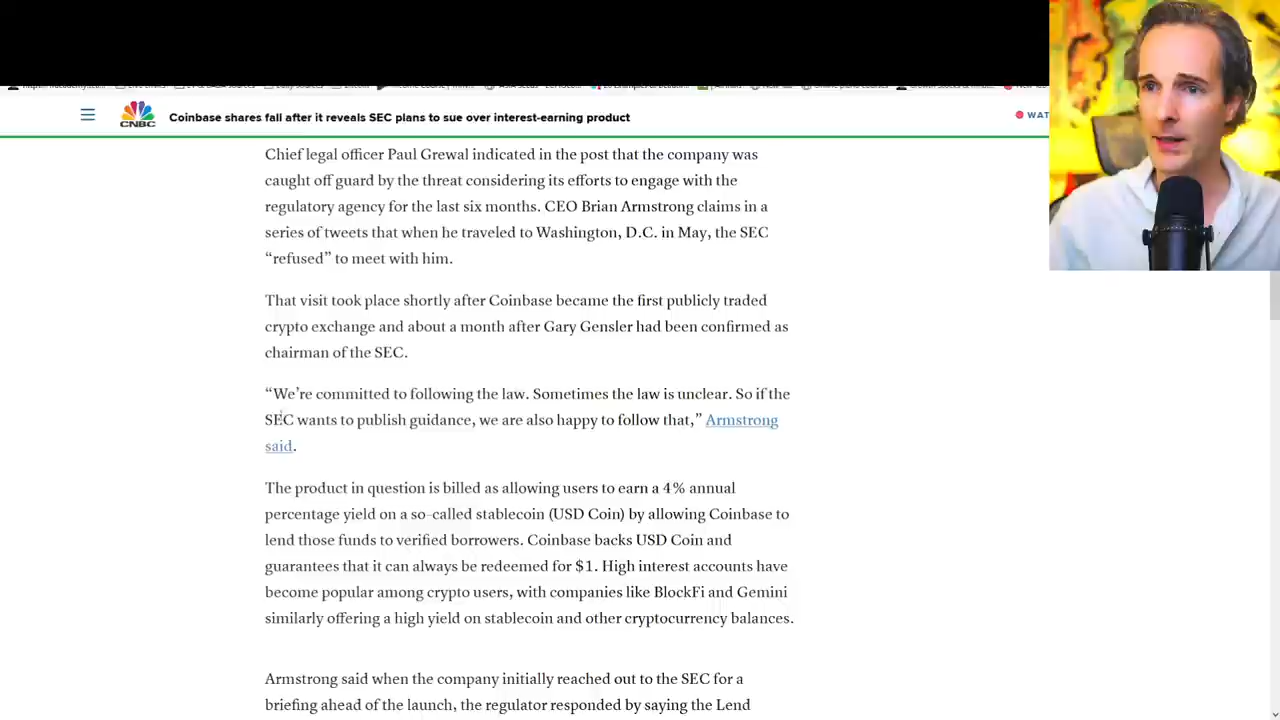 CNBC
Coinbase shares fall after it reveals SEC plans to sue over interest-earning product
WAT
Chief legal officer Paul Grewal indicated in the post that the company was
caught off guard by the threat considering its efforts to engage with the
regulatory agency for the last six months. CEO Brian Armstrong claims in a
series of tweets that when he traveled to Washington, D.C. in May, the SEC
“refused” to meet with him.
That visit took place shortly after Coinbase became the first publicly traded
crypto exchange and about a month after Gary Gensler had been confirmed as
chairman of the SEC.
“We’re committed to following the law. Sometimes the law is unclear. So if the
SEC wants to publish guidance, we are also happy to follow that,” Armstrong
said.
The product in question is billed as allowing users to earn a 4% annual
percentage yield on a so-called stablecoin (USD Coin) by allowing Coinbase to
lend those funds to verified borrowers. Coinbase backs USD Coin and
guarantees that it can always be redeemed for $1. High interest accounts have
become popular among crypto users, with companies like BlockFi and Gemini
similarly offering a high yield on stablecoin and other cryptocurrency balances.
Armstrong said when the company initially reached out to the SEC for a
briefing ahead of the launch, the regulator responded by saying the Lend